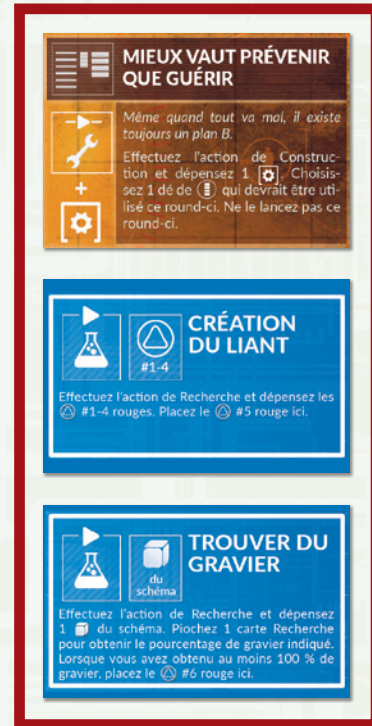 MIEUX VAUT PRÉVENIR
QUE GUÉRIR
Même quand tout va mal, il existe
toujours un plan B.
Effectuez l'action de Construc-
tion et dépensez 1 . Choisis-
sez 1 dé de qui devrait être uti-
lisé ce round-ci. Ne le lancez pas ce
round-ci.
+
CRÉATION
DU LIANT
#1-4
Effectuez l'action de Recherche et dépensez les
#1-4 rouges. Placez le #5 rouge ici.
TROUVER DU
GRAVIER
du
schéma
Effectuez l'action de Recherche et dépensez
1 du schéma. Piochez 1 carte Recherche
pour obtenir le pourcentage de gravier indiqué.
Lorsque vous avez obtenu au moins 100 % de
gravier, placez le #6 rouge ici.